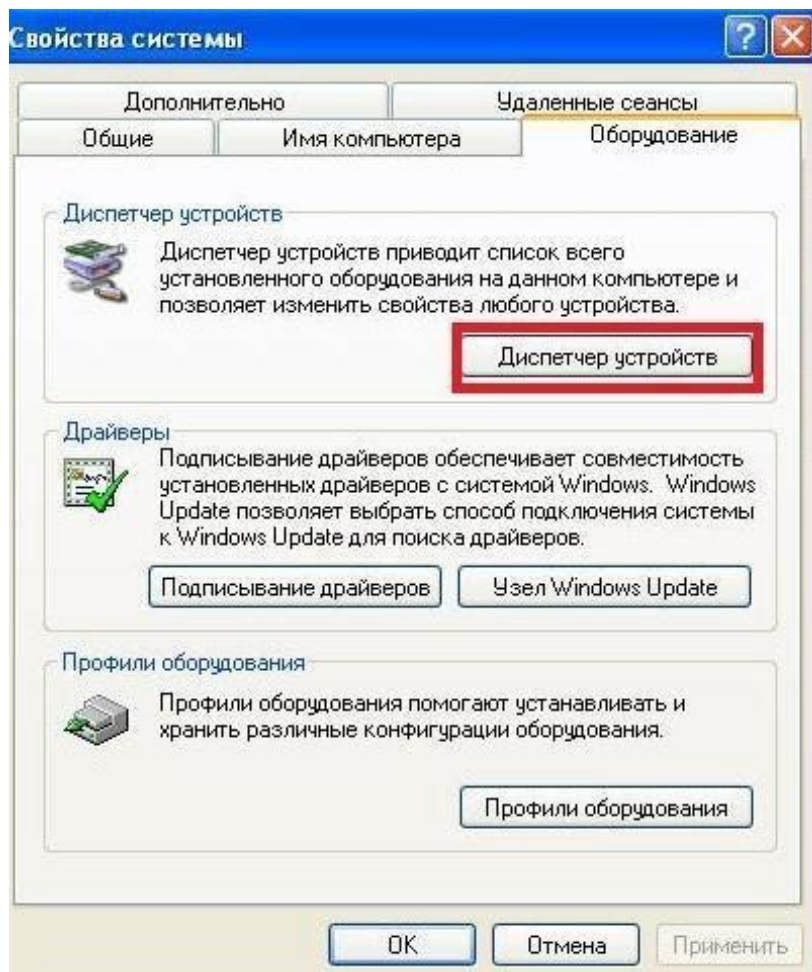 Свойства системы
Дополнительно
Удаленные сеансы
Общие
Имя компьютера
Оборудование
Диспетчер устройств
Диспетчер устройств приводит список всего
установленного оборудования на данном компьютере и
позволяет изменить свойства любого устройства.
Диспетчер устройств
Драйверы
Подписывание драйверов обеспечивает совместимость
установленных драйверов с системой Windows. Windows
Update позволяет выбрать способ подключения системы
к Windows Update для поиска драйверов.
Подписывание драйверов
Узел Windows Update
Профили оборудования
Профили оборудования помогают устанавливать и
хранить различные конфигурации оборудования.
Профили оборудования
ОК
Отмена
Применить